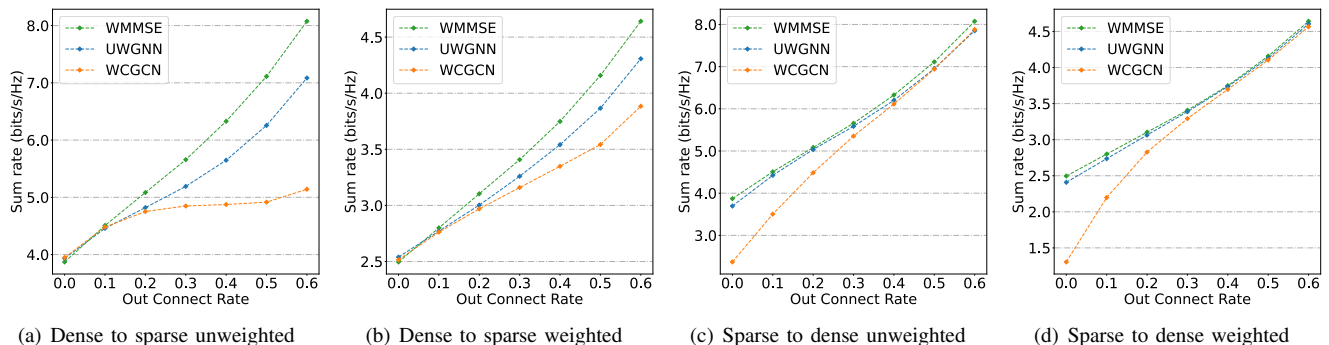 8.0
7.0
6.0
5.0
4.0
Sum rate (bits/s/Hz)
WMMSE
UWGNN
WCGCN
0.0 0.1 0.2 0.3 0.4 0.5 0.6
Out Connect Rate
(a) Dense to sparse unweighted
4.5
4.0
3.5
3.0
2.5
Sum rate (bits/s/Hz)
WMMSE
UWGNN
WCGCN
0.0 0.1 0.2 0.3 0.4 0.5 0.6
Out Connect Rate
(b) Dense to sparse weighted
8.0
7.0
6.0
5.0
4.0
3.0
Sum rate (bits/s/Hz)
WMMSE
UWGNN
WCGCN
0.0 0.1 0.2 0.3 0.4 0.5 0.6
Out Connect Rate
(c) Sparse to dense unweighted
4.5
4.0
3.5
3.0
2.5
2.0
1.5
Sum rate (bits/s/Hz)
WMMSE
UWGNN
WCGCN
0.0 0.1 0.2 0.3 0.4 0.5 0.6
Out Connect Rate
(d) Sparse to dense weighted